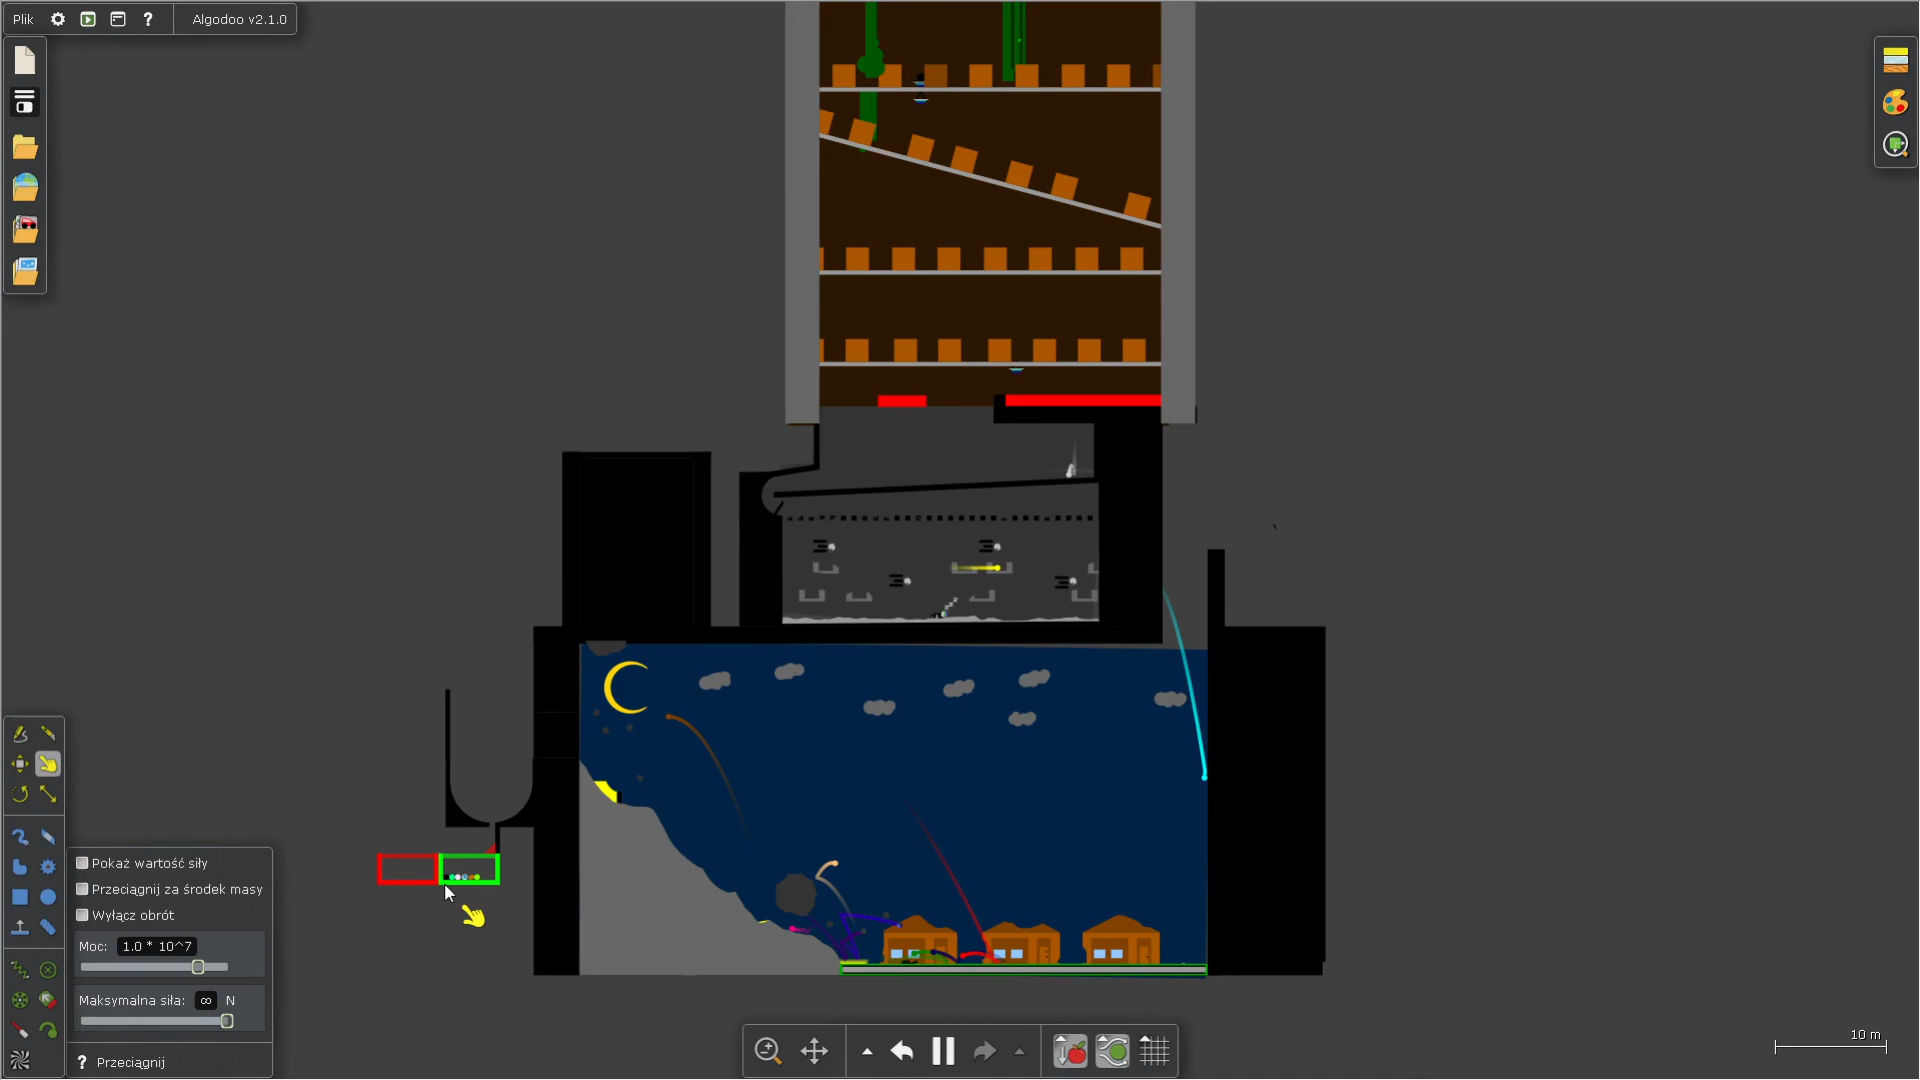 Plik ? Algodoo v2.1.0
Pokaż wartość siły
Przeciągnij za środek masy
Wyłącz obrót
Moc: 1.0 * 10^7
Maksymalna siła: ∞ N
? Przeciągnij
10 m